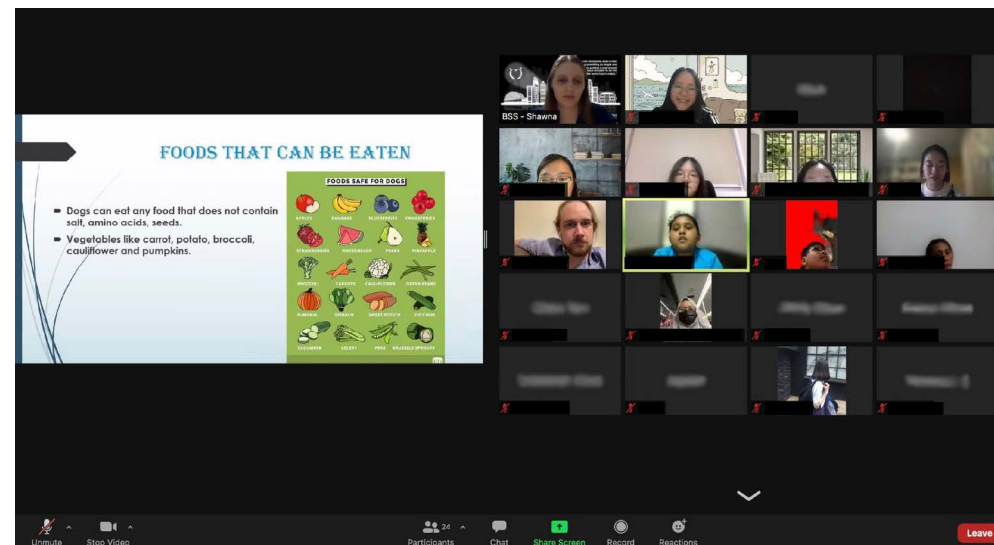 FOODS THAT CAN BE EATEN
Dogs can eat any food that does not contain
salt, amino acids, seeds.
Vegetables like carrot, potato, broccoli,
cauliflower and pumpkins.
FOODS SAFE FOR DOGS
APPLES BANANAS BLUEBERRIES CRANBERRIES
STRAWBERRIES WATERMELON PEARS PINEAPPLE
BROCCOLI CARROTS CAULIFLOWER GREEN BEANS
PUMPKIN SPINACH SWEET POTATO ZUCCHINI
CUCUMBER CELERY PEAS BRUSSELS SPROUTS
BSS - Shawna
Unmute
Stop Video
24
Participants
Chat
Share Screen
Record
Reactions
Leave